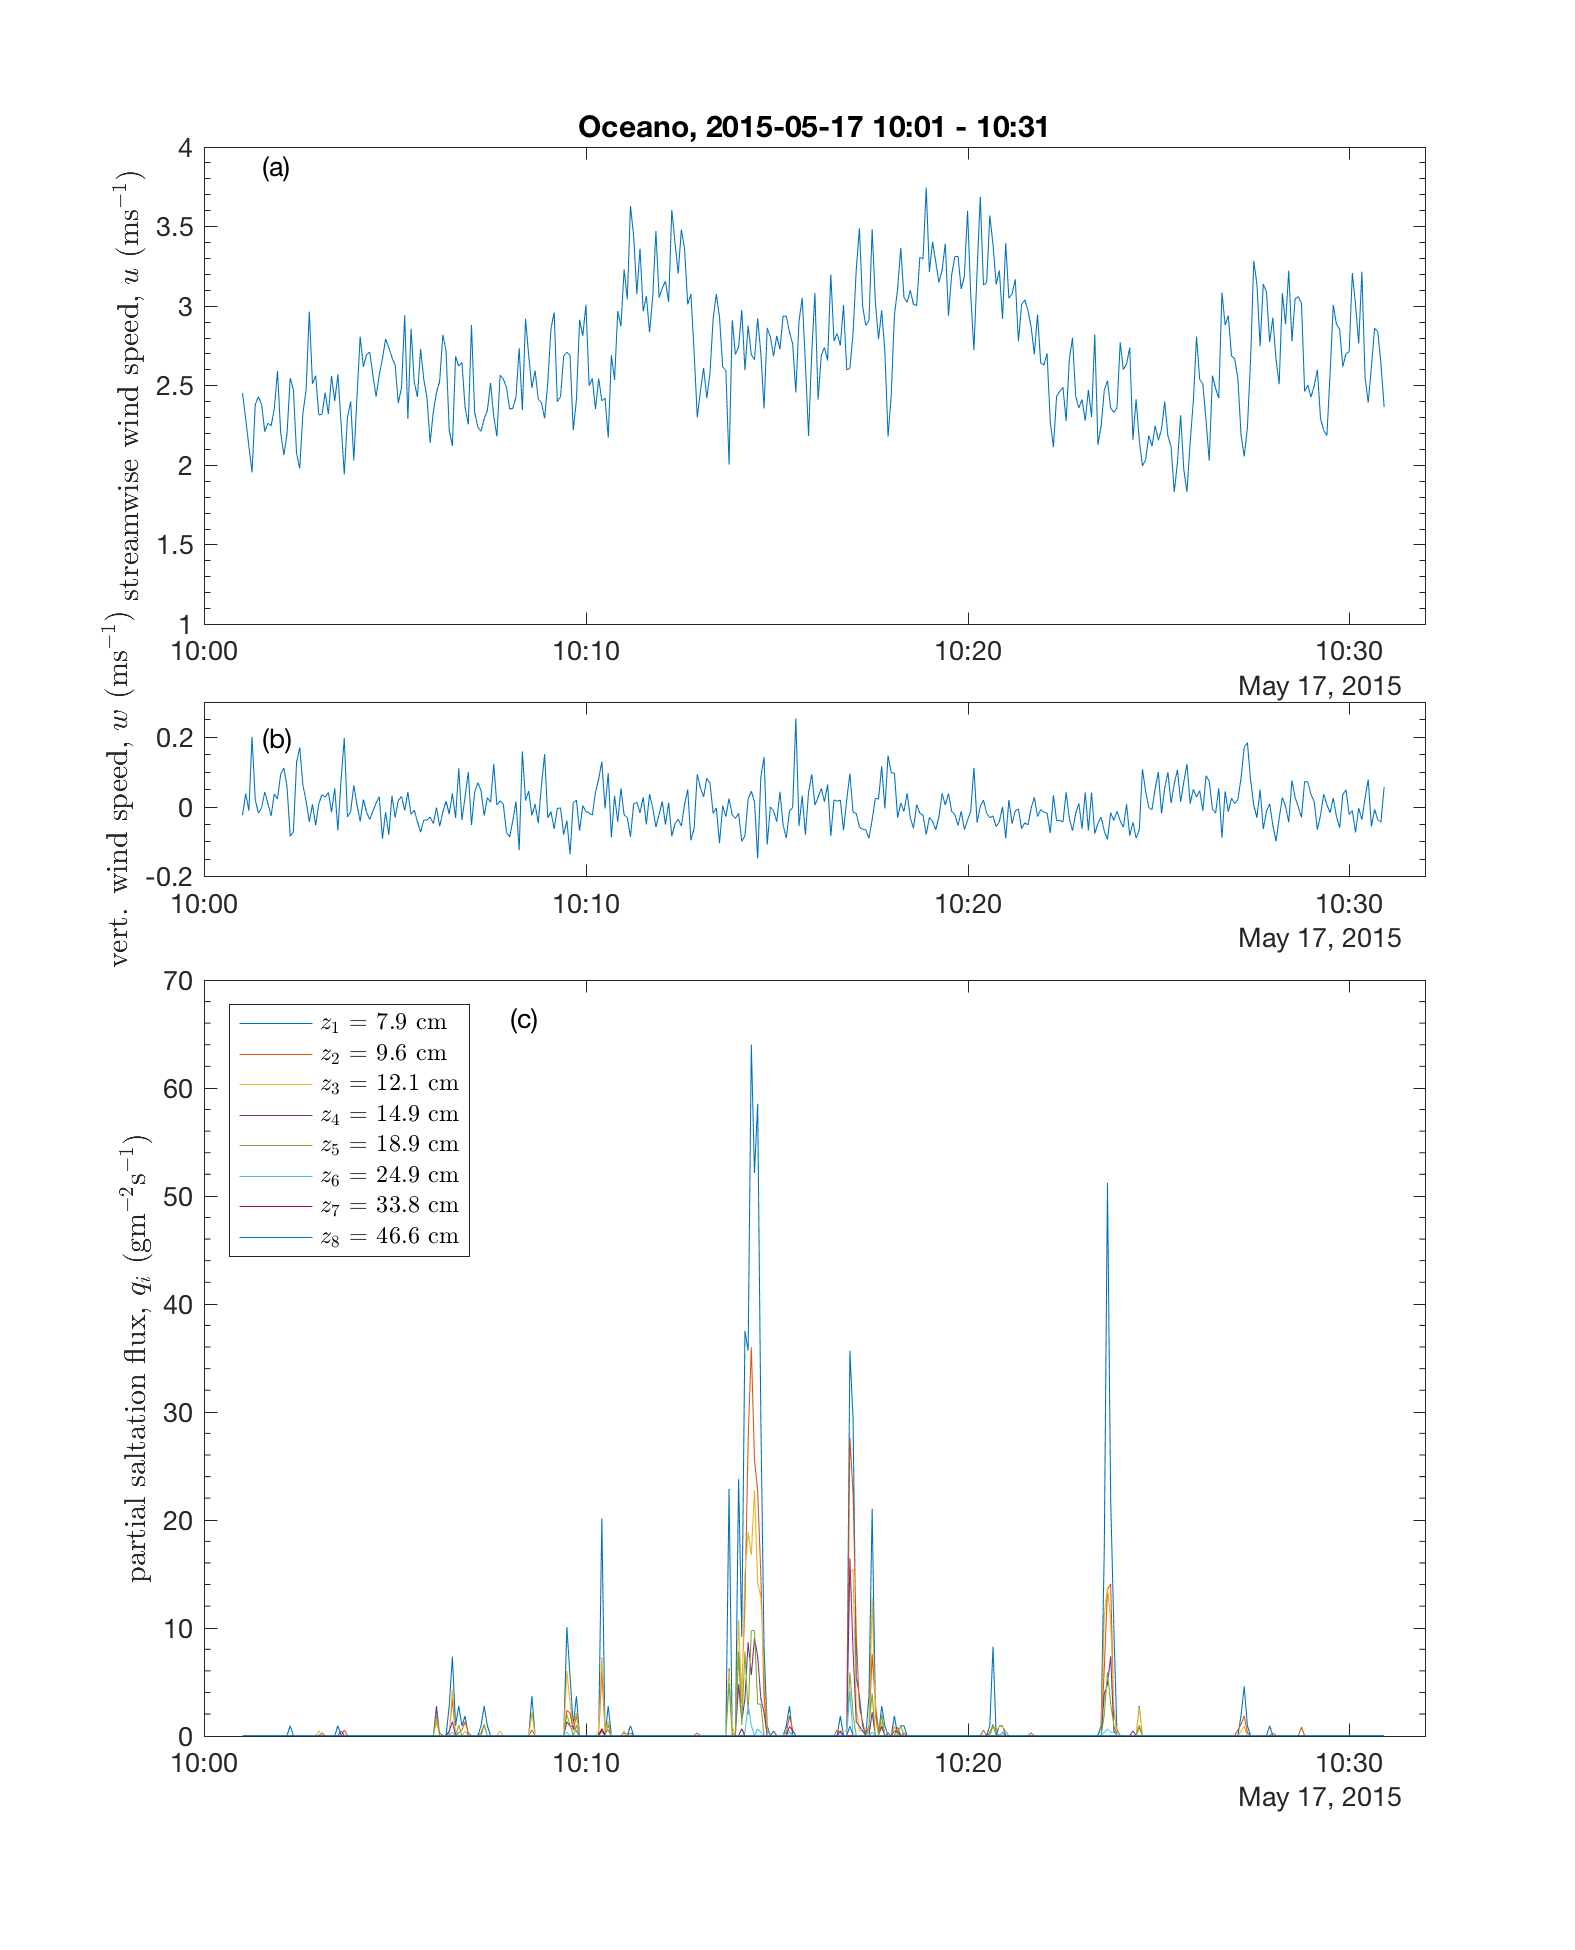 Oceano, 2015-05-17 10:01 - 10:31
(a)
streamwise wind speed, u (ms⁻¹)
4
3.5
3
2.5
2
1.5
1
10:00 10:10 10:20 10:30
May 17, 2015
(b)
vert. wind speed, w (ms⁻¹)
0.2
0
-0.2
10:00 10:10 10:20 10:30
May 17, 2015
(c)
partial saltation flux, qᵢ (gm⁻²s⁻¹)
70
60
50
40
30
20
10
0
z₁ = 7.9 cm
z₂ = 9.6 cm
z₃ = 12.1 cm
z₄ = 14.9 cm
z₅ = 18.9 cm
z₆ = 24.9 cm
z₇ = 33.8 cm
z₈ = 46.6 cm
10:00 10:10 10:20 10:30
May 17, 2015